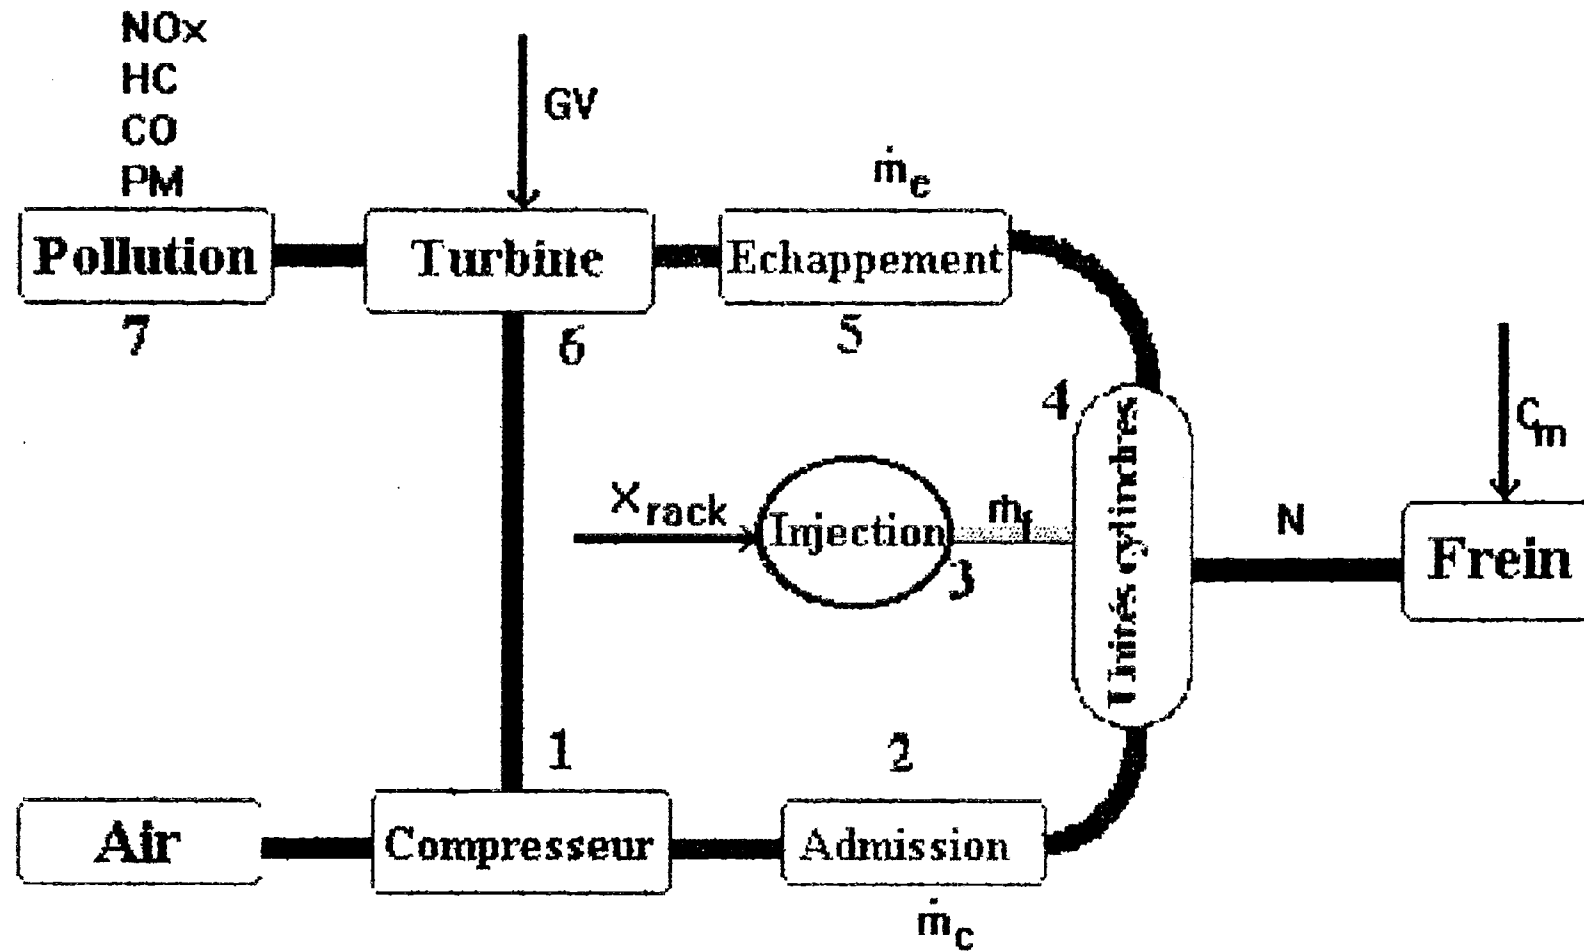 NOx
HC
CO
PM
GV
ṁe
Pollution
Turbine
Echappement
7
6
5
4
Cm
Xrack
Injection
ṁf
3
Unités cylindres
N
Frein
1
2
Air
Compresseur
Admission
ṁc